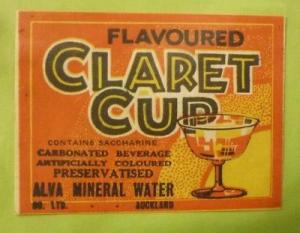 FLAVOURED
CLARET
CUP
CONTAINS SACCHARINE
CARBONATED BEVERAGE
ARTIFICIALLY COLOURED
PRESERVATISED
ALVA MINERAL WATER
CO. LTD. - - AUCKLAND